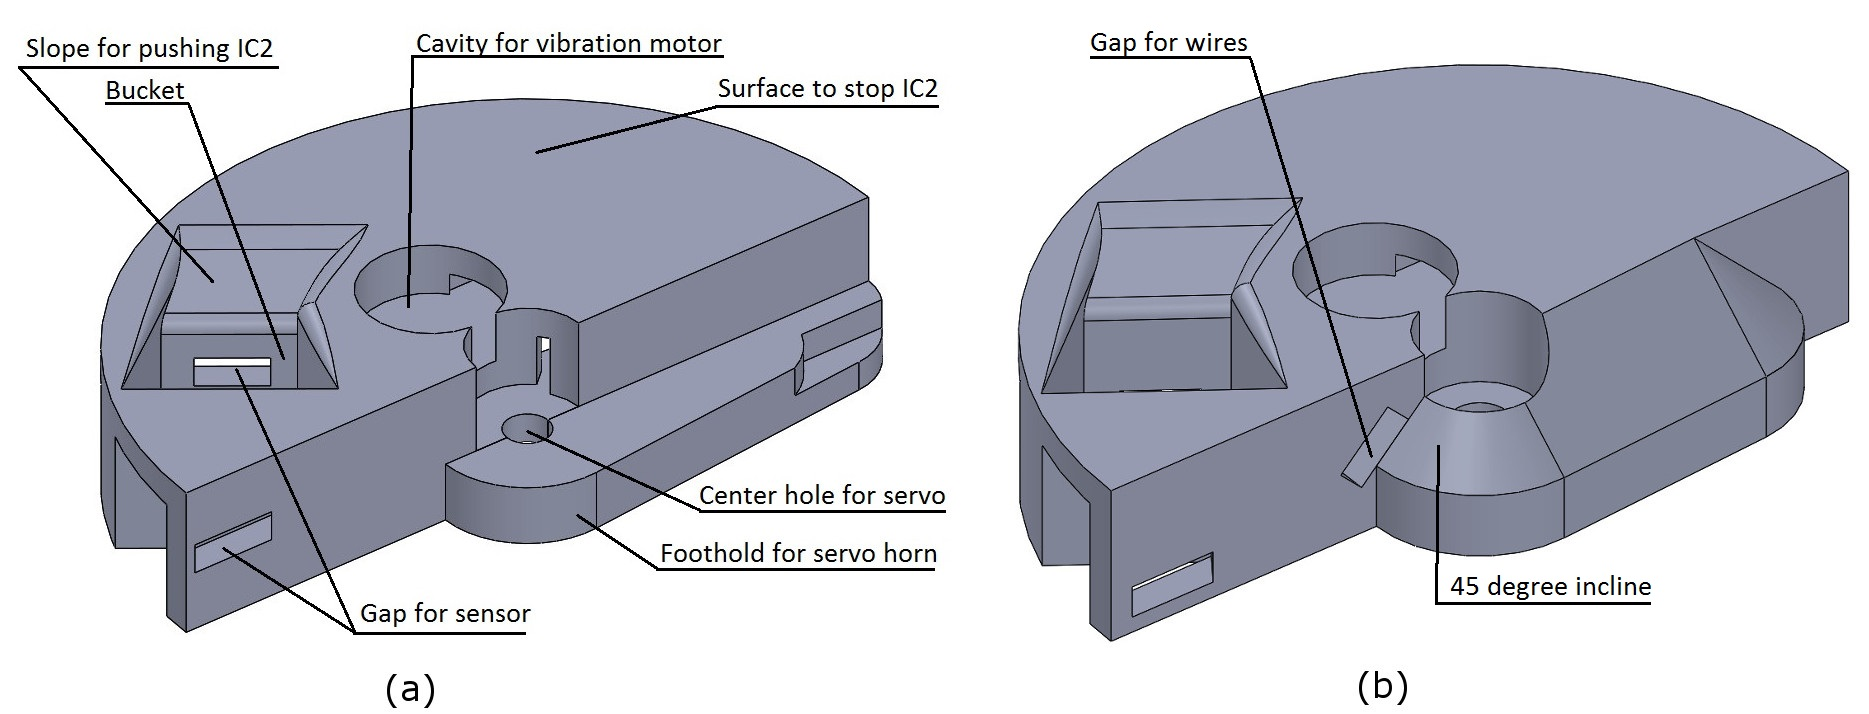 Slope for pushing IC2
Bucket
Cavity for vibration motor
Surface to stop IC2
Center hole for servo
Foothold for servo horn
Gap for sensor
(a)
Gap for wires
45 degree incline
(b)